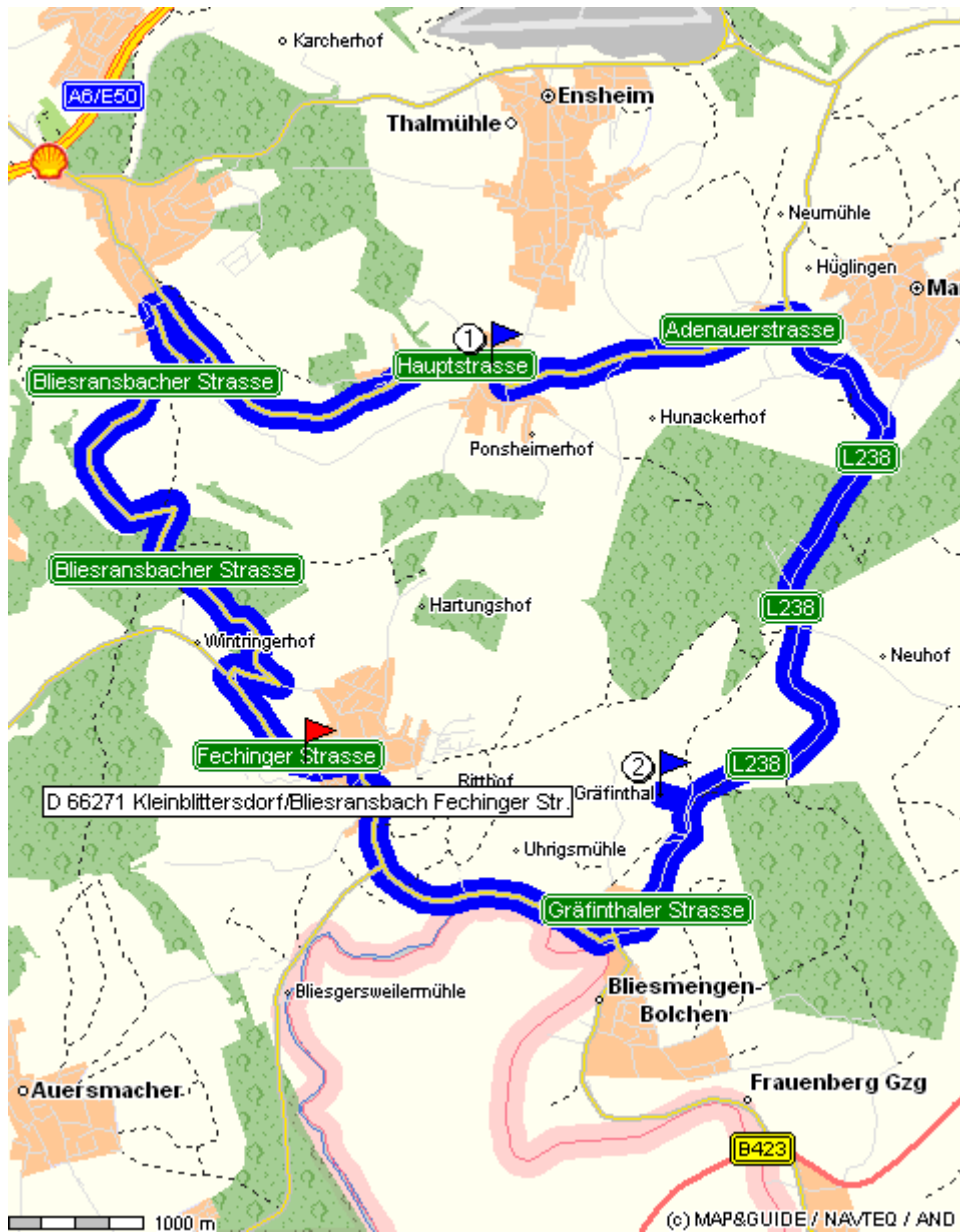 Karcherhof
A6/E50
Ensheim
Thalmühle
Neumühle
Hüglingen
Ma
1
Adenauerstrasse
Hauptstrasse
Bliesransbacher Strasse
Hunackerhof
Ponsheimerhof
L238
Bliesransbacher Strasse
Hartungshof
L238
Wintringerhof
Neuhof
Fechinger Strasse
2
L238
Ritthof
Gräfinthal
D 66271 Kleinblittersdorf/Bliesransbach Fechinger Str.
Uhrigsmühle
Gräfinthaler Strasse
Bliesgersweilermühle
Bliesmengen-
Bolchen
Auersmacher
Frauenberg Gzg
B423
1000 m
(c) MAP&GUIDE / NAVTEQ / AND